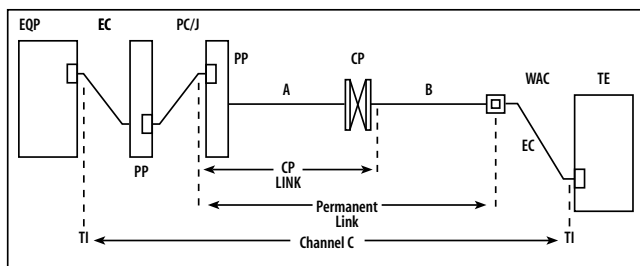 EQP
EC
PC/J
PP
CP
A
B
WAC
TE
EC
PP
CP
LINK
Permanent
Link
TI
Channel C
TI